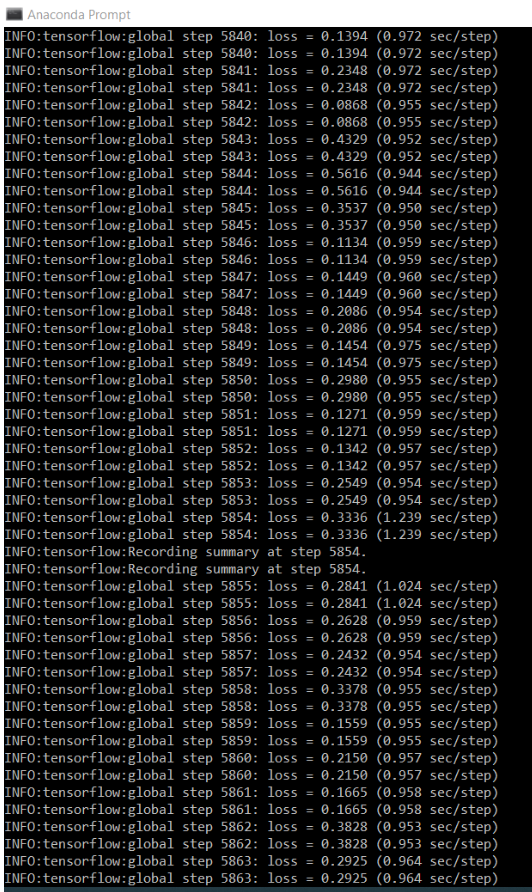 Anaconda Prompt
INFO:tensorflow:global step 5840: loss = 0.1394 (0.972 sec/step)
INFO:tensorflow:global step 5840: loss = 0.1394 (0.972 sec/step)
INFO:tensorflow:global step 5841: loss = 0.2348 (0.972 sec/step)
INFO:tensorflow:global step 5841: loss = 0.2348 (0.972 sec/step)
INFO:tensorflow:global step 5842: loss = 0.0868 (0.955 sec/step)
INFO:tensorflow:global step 5842: loss = 0.0868 (0.955 sec/step)
INFO:tensorflow:global step 5843: loss = 0.4329 (0.952 sec/step)
INFO:tensorflow:global step 5843: loss = 0.4329 (0.952 sec/step)
INFO:tensorflow:global step 5844: loss = 0.5616 (0.944 sec/step)
INFO:tensorflow:global step 5844: loss = 0.5616 (0.944 sec/step)
INFO:tensorflow:global step 5845: loss = 0.3537 (0.950 sec/step)
INFO:tensorflow:global step 5845: loss = 0.3537 (0.950 sec/step)
INFO:tensorflow:global step 5846: loss = 0.1134 (0.959 sec/step)
INFO:tensorflow:global step 5846: loss = 0.1134 (0.959 sec/step)
INFO:tensorflow:global step 5847: loss = 0.1449 (0.960 sec/step)
INFO:tensorflow:global step 5847: loss = 0.1449 (0.960 sec/step)
INFO:tensorflow:global step 5848: loss = 0.2086 (0.954 sec/step)
INFO:tensorflow:global step 5848: loss = 0.2086 (0.954 sec/step)
INFO:tensorflow:global step 5849: loss = 0.1454 (0.975 sec/step)
INFO:tensorflow:global step 5849: loss = 0.1454 (0.975 sec/step)
INFO:tensorflow:global step 5850: loss = 0.2980 (0.955 sec/step)
INFO:tensorflow:global step 5850: loss = 0.2980 (0.955 sec/step)
INFO:tensorflow:global step 5851: loss = 0.1271 (0.959 sec/step)
INFO:tensorflow:global step 5851: loss = 0.1271 (0.959 sec/step)
INFO:tensorflow:global step 5852: loss = 0.1342 (0.957 sec/step)
INFO:tensorflow:global step 5852: loss = 0.1342 (0.957 sec/step)
INFO:tensorflow:global step 5853: loss = 0.2549 (0.954 sec/step)
INFO:tensorflow:global step 5853: loss = 0.2549 (0.954 sec/step)
INFO:tensorflow:global step 5854: loss = 0.3336 (1.239 sec/step)
INFO:tensorflow:global step 5854: loss = 0.3336 (1.239 sec/step)
INFO:tensorflow:Recording summary at step 5854.
INFO:tensorflow:Recording summary at step 5854.
INFO:tensorflow:global step 5855: loss = 0.2841 (1.024 sec/step)
INFO:tensorflow:global step 5855: loss = 0.2841 (1.024 sec/step)
INFO:tensorflow:global step 5856: loss = 0.2628 (0.959 sec/step)
INFO:tensorflow:global step 5856: loss = 0.2628 (0.959 sec/step)
INFO:tensorflow:global step 5857: loss = 0.2432 (0.954 sec/step)
INFO:tensorflow:global step 5857: loss = 0.2432 (0.954 sec/step)
INFO:tensorflow:global step 5858: loss = 0.3378 (0.955 sec/step)
INFO:tensorflow:global step 5858: loss = 0.3378 (0.955 sec/step)
INFO:tensorflow:global step 5859: loss = 0.1559 (0.955 sec/step)
INFO:tensorflow:global step 5859: loss = 0.1559 (0.955 sec/step)
INFO:tensorflow:global step 5860: loss = 0.2150 (0.957 sec/step)
INFO:tensorflow:global step 5860: loss = 0.2150 (0.957 sec/step)
INFO:tensorflow:global step 5861: loss = 0.1665 (0.958 sec/step)
INFO:tensorflow:global step 5861: loss = 0.1665 (0.958 sec/step)
INFO:tensorflow:global step 5862: loss = 0.3828 (0.953 sec/step)
INFO:tensorflow:global step 5862: loss = 0.3828 (0.953 sec/step)
INFO:tensorflow:global step 5863: loss = 0.2925 (0.964 sec/step)
INFO:tensorflow:global step 5863: loss = 0.2925 (0.964 sec/step)